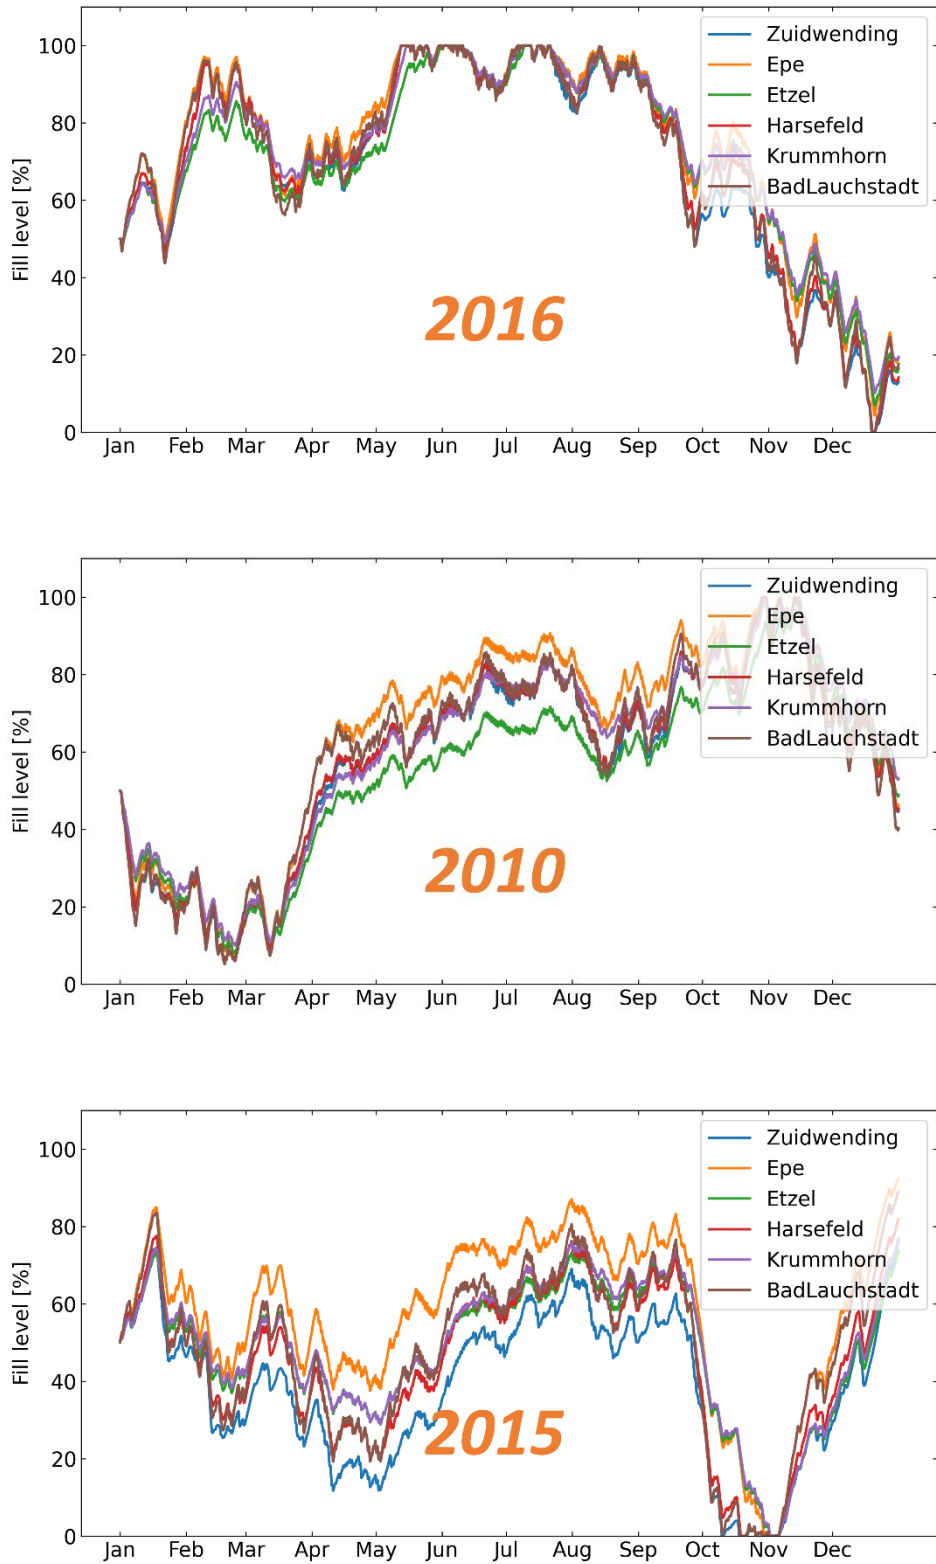 100
80
60
40
20
0
Fill level [%]
Zuidwending
Epe
Etzel
Harsefeld
Krummhorn
BadLauchstadt
2016
Jan Feb Mar Apr May Jun Jul Aug Sep Oct Nov Dec
100
80
60
40
20
0
Fill level [%]
Zuidwending
Epe
Etzel
Harsefeld
Krummhorn
BadLauchstadt
2010
Jan Feb Mar Apr May Jun Jul Aug Sep Oct Nov Dec
100
80
60
40
20
0
Fill level [%]
Zuidwending
Epe
Etzel
Harsefeld
Krummhorn
BadLauchstadt
2015
Jan Feb Mar Apr May Jun Jul Aug Sep Oct Nov Dec